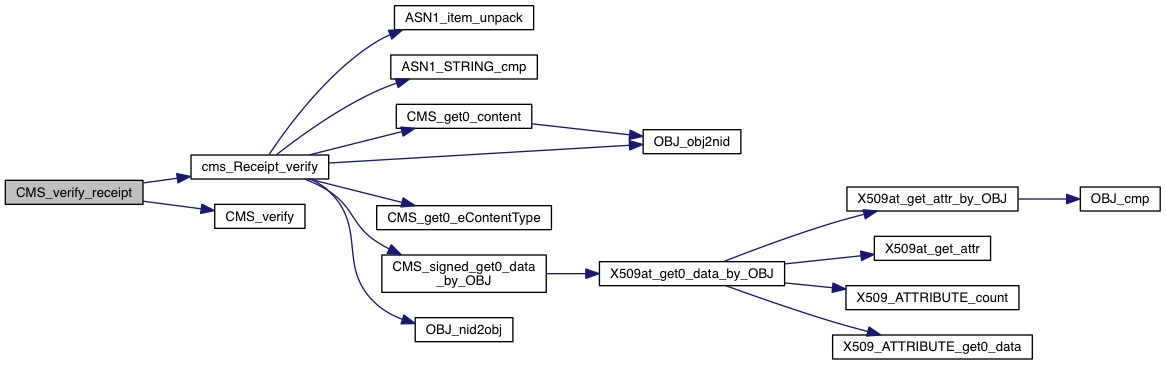 ASN1_item_unpack
ASN1_STRING_cmp
CMS_get0_content
OBJ_obj2nid
cms_Receipt_verify
CMS_verify_receipt
X509at_get_attr_by_OBJ
OBJ_cmp
CMS_verify
CMS_get0_eContentType
X509at_get_attr
CMS_signed_get0_data
_by_OBJ
X509at_get0_data_by_OBJ
X509_ATTRIBUTE_count
OBJ_nid2obj
X509_ATTRIBUTE_get0_data